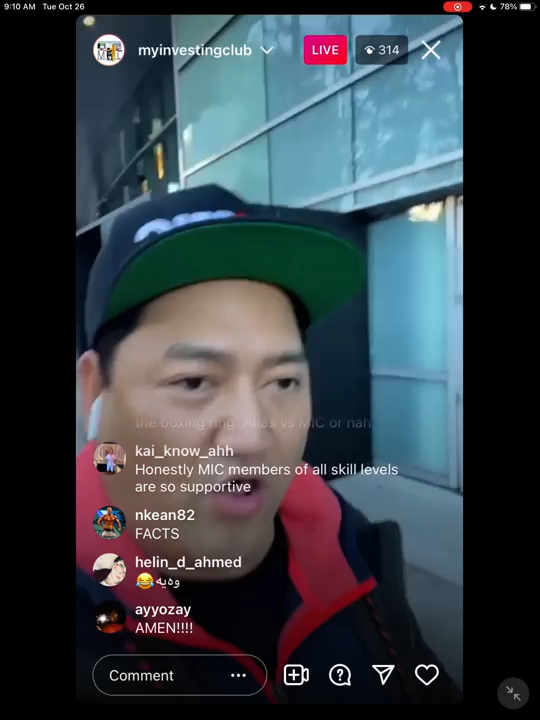 9:10 AM Tue Oct 26
78%
myinvestingclub
LIVE
314
the boxing ring. Atlas vs MIC or nah
kai_know_ahh
Honestly MIC members of all skill levels
are so supportive
nkean82
FACTS
helin_d_ahmed
😂وەیە
ayyozay
AMEN!!!!
Comment